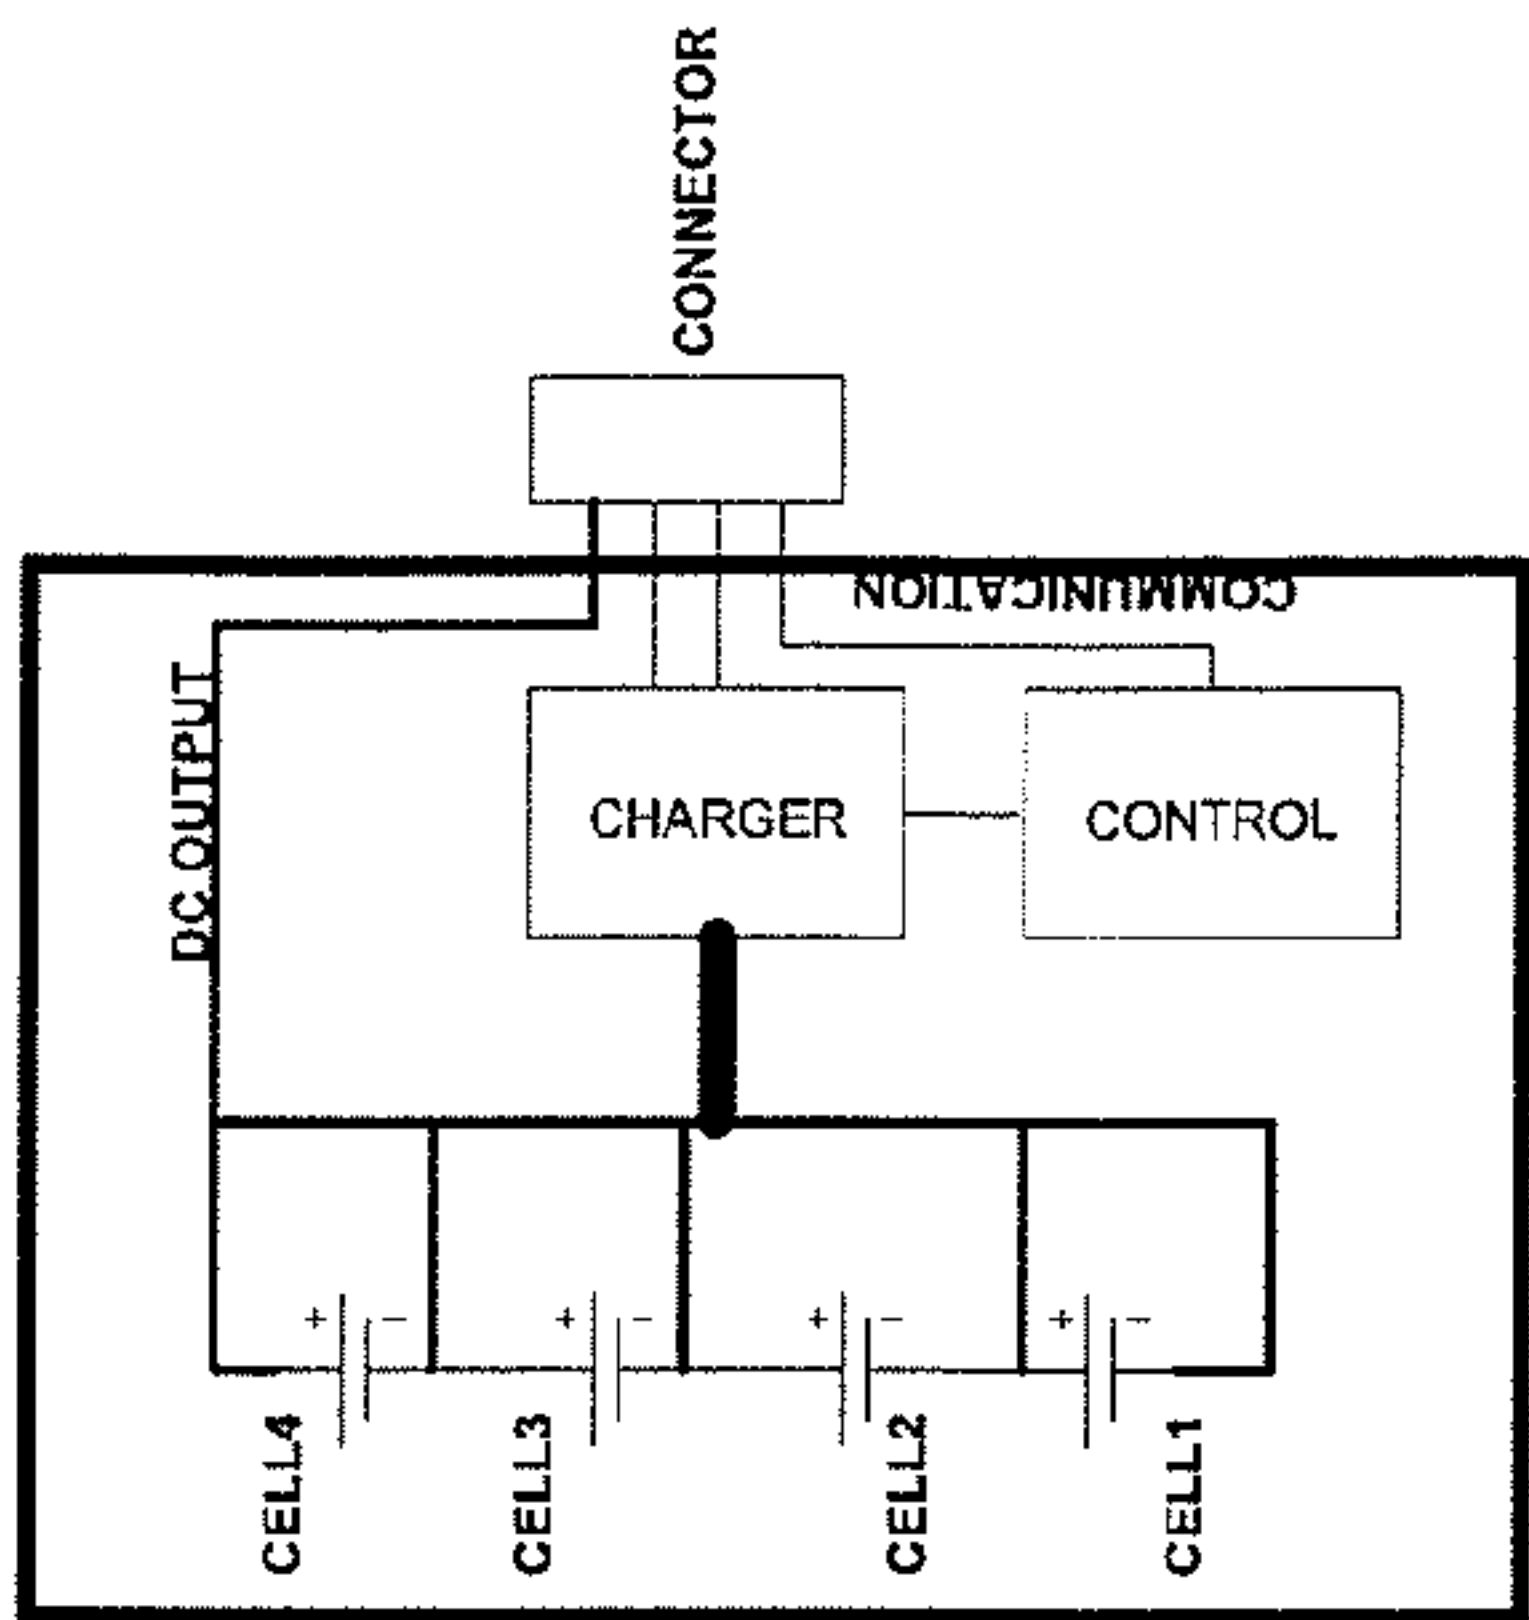 CONNECTOR
COMMUNICATION
DC OUTPUT
CHARGER
CONTROL
+
-
+
-
+
-
+
-
CELL4
CELL3
CELL2
CELL1